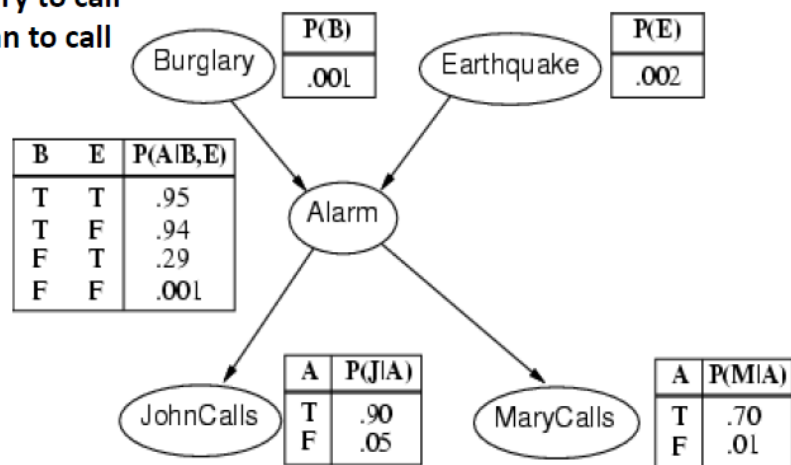 to call
n to call
Burglary
P(B)
.001
Earthquake
P(E)
.002
B E P(A|B,E)
T T .95
T F .94
F T .29
F F .001
Alarm
JohnCalls
A P(J|A)
T .90
F .05
MaryCalls
A P(M|A)
T .70
F .01